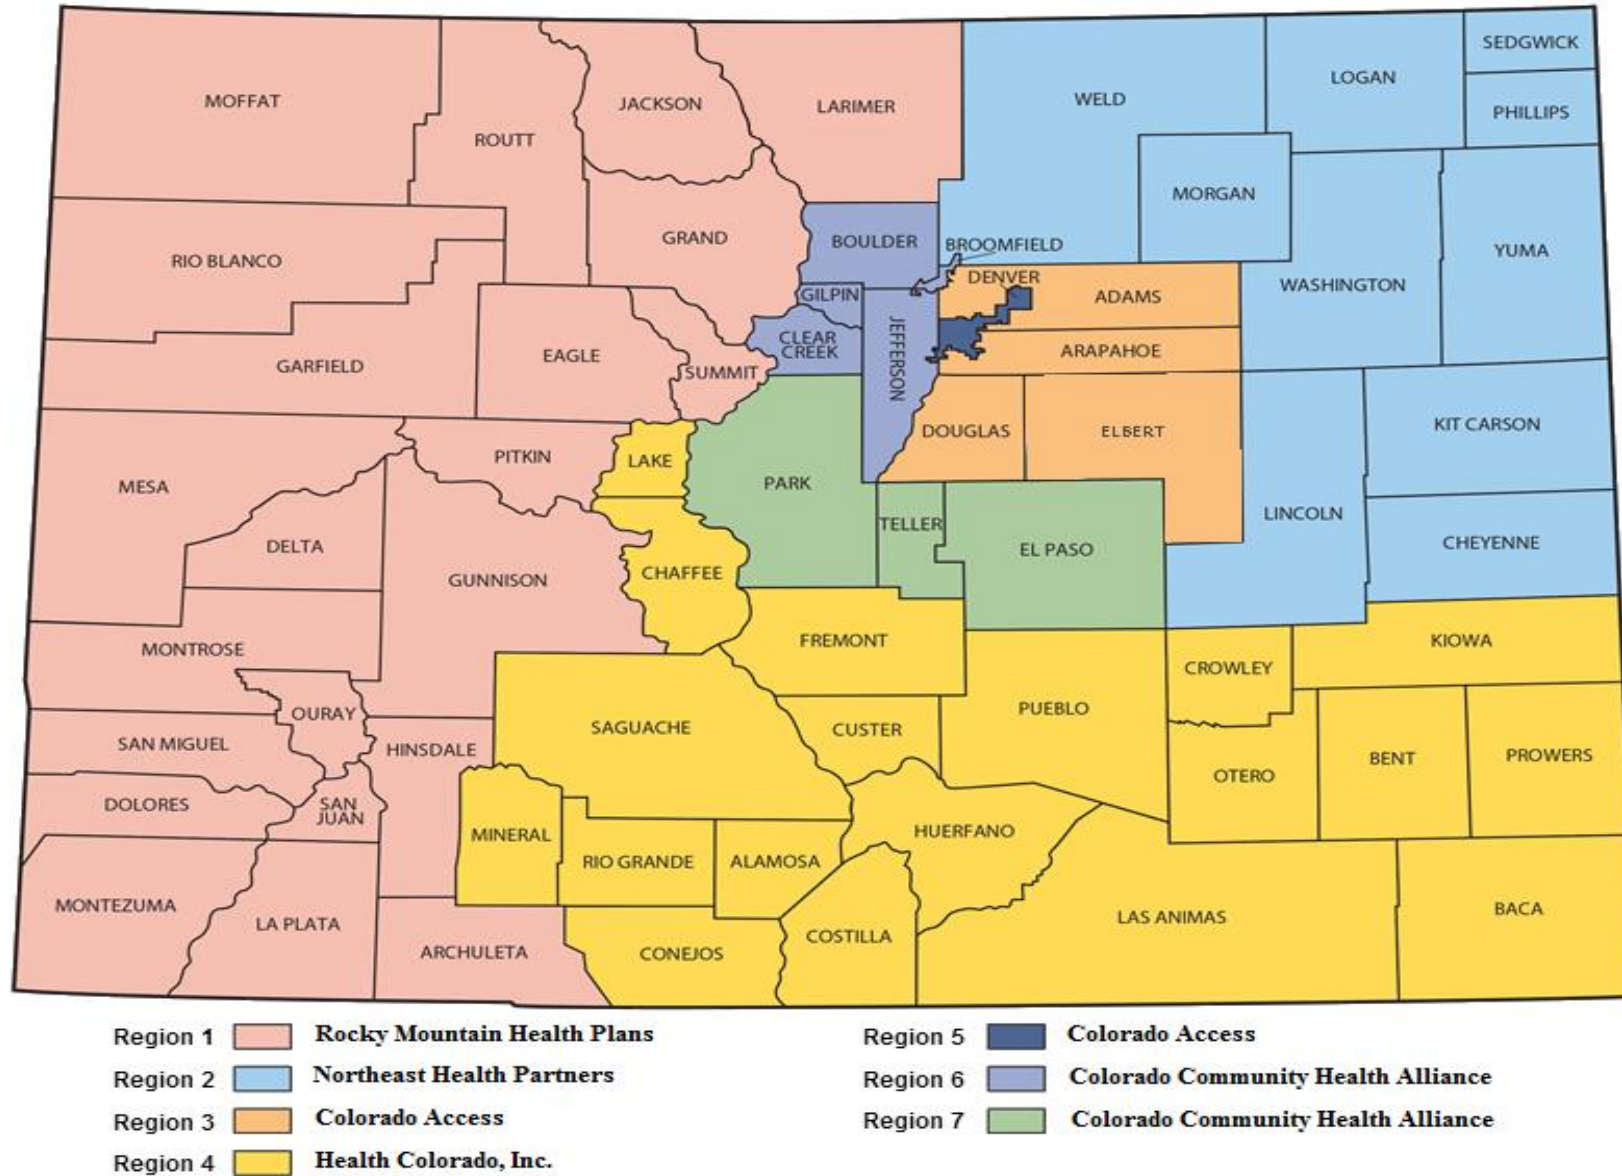 SEDGWICK
LOGAN
MOFFAT
JACKSON
LARIMER
WELD
PHILLIPS
ROUTT
MORGAN
GRAND
BOULDER
BROOMFIELD
YUMA
RIO BLANCO
DENVER
WASHINGTON
GILPIN
ADAMS
CLEAR
CREEK
JEFFERSON
ARAPAHOE
EAGLE
GARFIELD
SUMMIT
DOUGLAS
ELBERT
KIT CARSON
PITKIN
LAKE
MESA
PARK
LINCOLN
TELLER
DELTA
EL PASO
CHEYENNE
GUNNISON
CHAFFEE
MONTROSE
FREMONT
KIOWA
CROWLEY
OURAY
PUEBLO
SAN MIGUEL
HINSDALE
SAGUACHE
CUSTER
BENT
PROWERS
OTERO
DOLORES
SAN
JUAN
MINERAL
RIO GRANDE
ALAMOSA
HUERFANO
MONTEZUMA
LA PLATA
LAS ANIMAS
BACA
COSTILLA
ARCHULETA
CONEJOS
Region 1 Rocky Mountain Health Plans
Region 2 Northeast Health Partners
Region 3 Colorado Access
Region 4 Health Colorado, Inc.
Region 5 Colorado Access
Region 6 Colorado Community Health Alliance
Region 7 Colorado Community Health Alliance